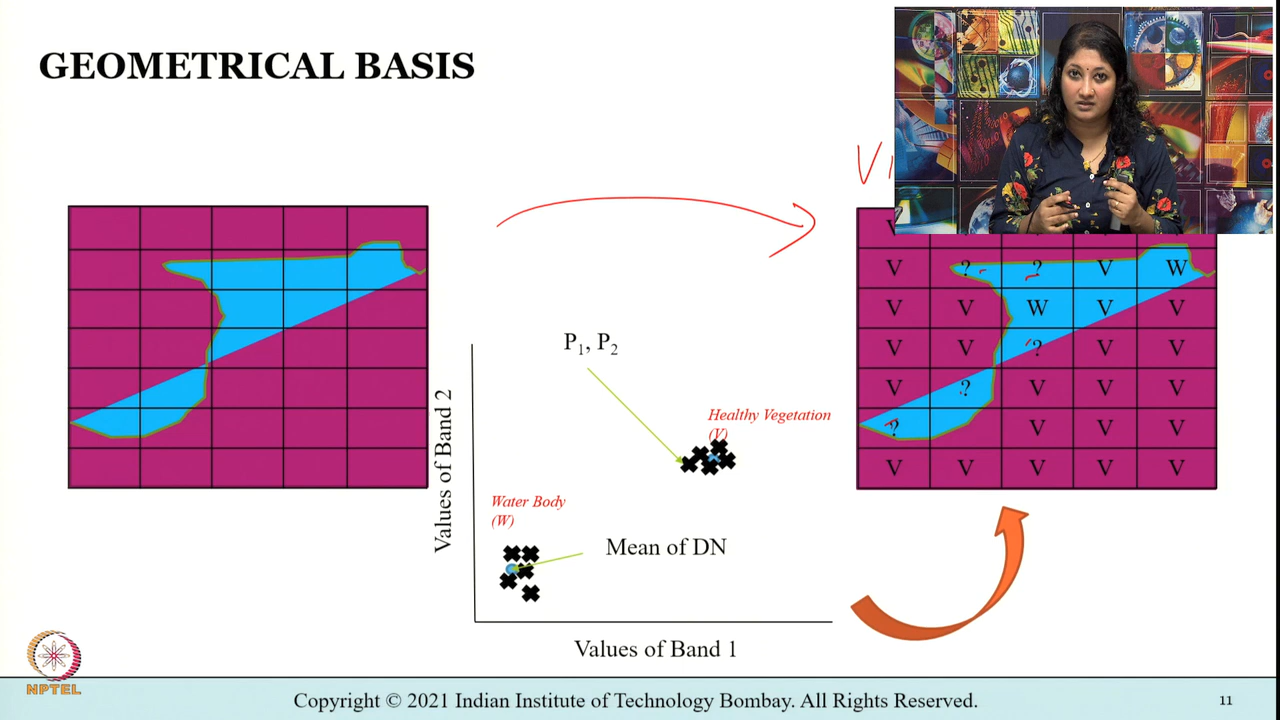 GEOMETRICAL BASIS
V ? ? V W
V V W V V
V V ? V V
V ? V V V
? V V V
V V V V V
P1, P2
Healthy Vegetation
(V)
Water Body
(W)
Mean of DN
Values of Band 2
Values of Band 1
NPTEL
Copyright © 2021 Indian Institute of Technology Bombay. All Rights Reserved.
11